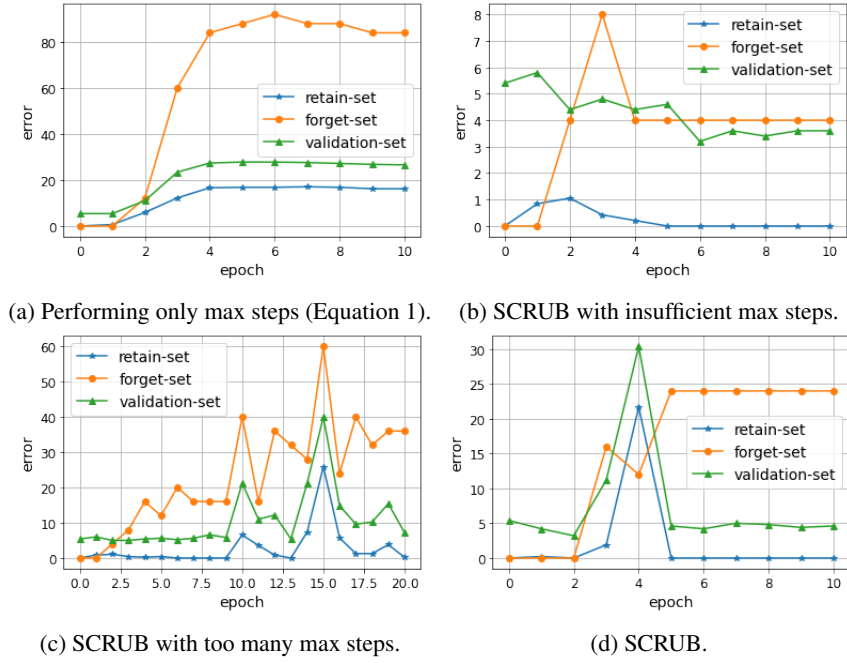 80
60
40
20
0
error
retain-set
forget-set
validation-set
0 2 4 6 8 10
epoch
(a) Performing only max steps (Equation 1).
8
7
6
5
4
3
2
1
0
error
retain-set
forget-set
validation-set
0 2 4 6 8 10
epoch
(b) SCRUB with insufficient max steps.
60
50
40
30
20
10
0
error
retain-set
forget-set
validation-set
0.0 2.5 5.0 7.5 10.0 12.5 15.0 17.5 20.0
epoch
(c) SCRUB with too many max steps.
30
25
20
15
10
5
0
error
retain-set
forget-set
validation-set
0 2 4 6 8 10
epoch
(d) SCRUB.